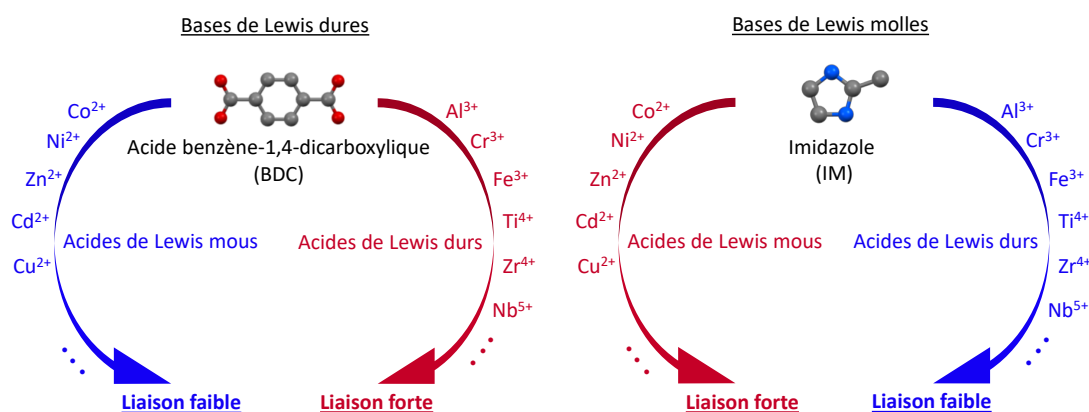 Bases de Lewis dures
Co²⁺
Ni²⁺
Zn²⁺
Cd²⁺
Cu²⁺
Acide benzène-1,4-dicarboxylique
(BDC)
Al³⁺
Cr³⁺
Fe³⁺
Ti⁴⁺
Zr⁴⁺
Nb⁵⁺
Acides de Lewis mous
Acides de Lewis durs
Liaison faible
Liaison forte
Bases de Lewis molles
Co²⁺
Ni²⁺
Zn²⁺
Cd²⁺
Cu²⁺
Imidazole
(IM)
Al³⁺
Cr³⁺
Fe³⁺
Ti⁴⁺
Zr⁴⁺
Nb⁵⁺
Acides de Lewis mous
Acides de Lewis durs
Liaison forte
Liaison faible